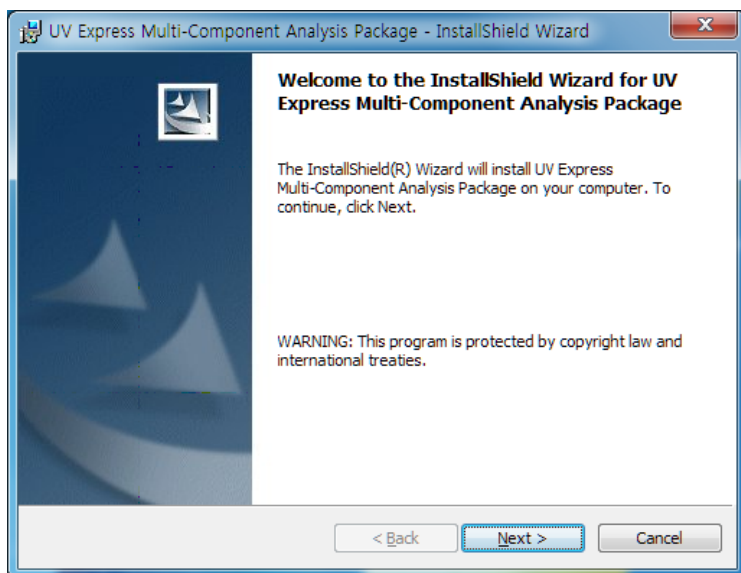 UV Express Multi-Component Analysis Package - InstallShield Wizard
Welcome to the InstallShield Wizard for UV
Express Multi-Component Analysis Package
The InstallShield(R) Wizard will install UV Express
Multi-Component Analysis Package on your computer. To
continue, click Next.
WARNING: This program is protected by copyright law and
international treaties.
< Back
Next >
Cancel